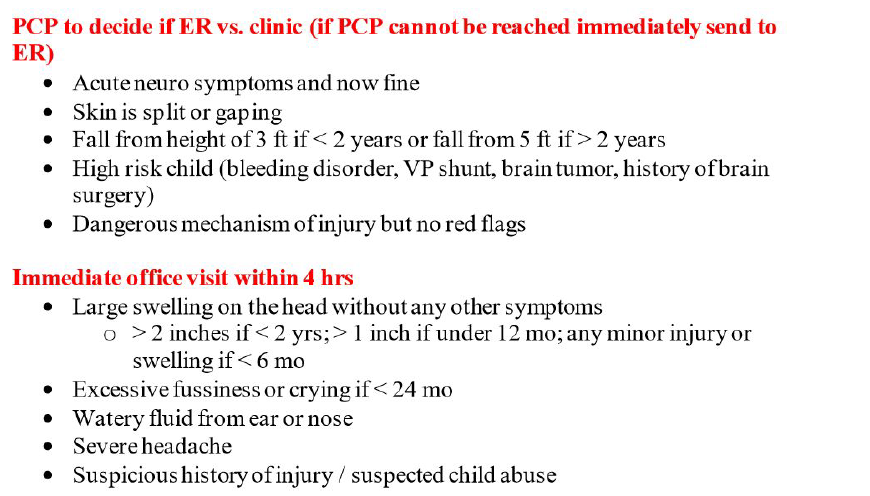 PCP to decide if ER vs. clinic (if PCP cannot be reached immediately send to
ER)
• Acute neuro symptoms and now fine
• Skin is split or gaping
• Fall from height of 3 ft if < 2 years or fall from 5 ft if > 2 years
• High risk child (bleeding disorder, VP shunt, brain tumor, history of brain
surgery)
• Dangerous mechanism of injury but no red flags
Immediate office visit within 4 hrs
• Large swelling on the head without any other symptoms
o > 2 inches if < 2 yrs; > 1 inch if under 12 mo; any minor injury or
swelling if < 6 mo
• Excessive fussiness or crying if < 24 mo
• Watery fluid from ear or nose
• Severe headache
• Suspicious history of injury / suspected child abuse